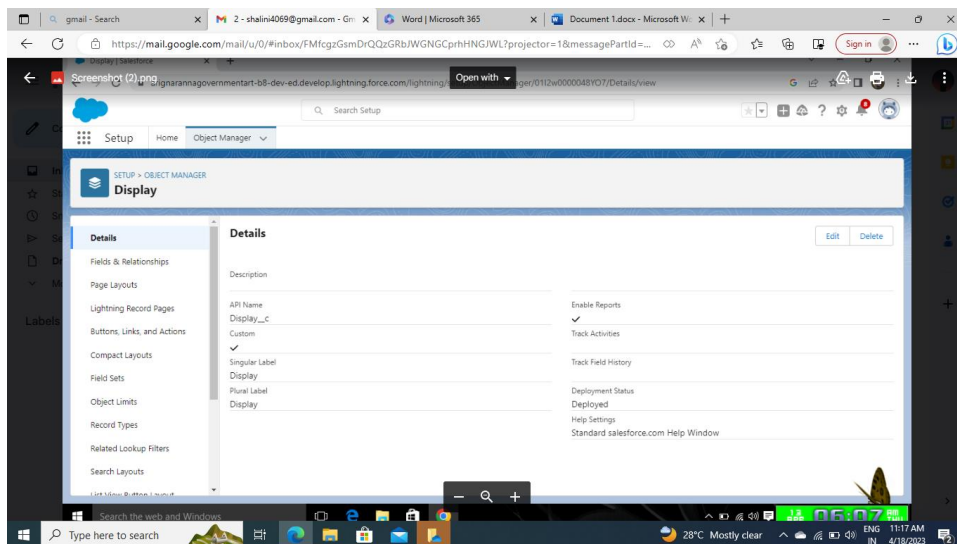 gmail - Search
2 - shalini4069@gmail.com - Gm
Word | Microsoft 365
Document 1.docx - Microsoft Wo
https://mail.google.com/mail/u/0/#inbox/FMfcgzGsmDrQQzGRbJWGNGCprhHNGJWL?projector=1&messagePartId=...
Sign in
Display | Salesforce
Screenshot (2).png
Open with
Search Setup
Setup
Home
Object Manager
SETUP > OBJECT MANAGER
Display
Details
Fields & Relationships
Page Layouts
Lightning Record Pages
Buttons, Links, and Actions
Compact Layouts
Field Sets
Object Limits
Record Types
Related Lookup Filters
Search Layouts
List View Button Layout
Details
Edit
Delete
Description
API Name
Display__c
Custom
Singular Label
Display
Plural Label
Display
Enable Reports
Track Activities
Track Field History
Deployment Status
Deployed
Help Settings
Standard salesforce.com Help Window
Labels
Search the web and Windows
Type here to search
28°C Mostly clear
ENG
IN
11:17 AM
4/18/2023